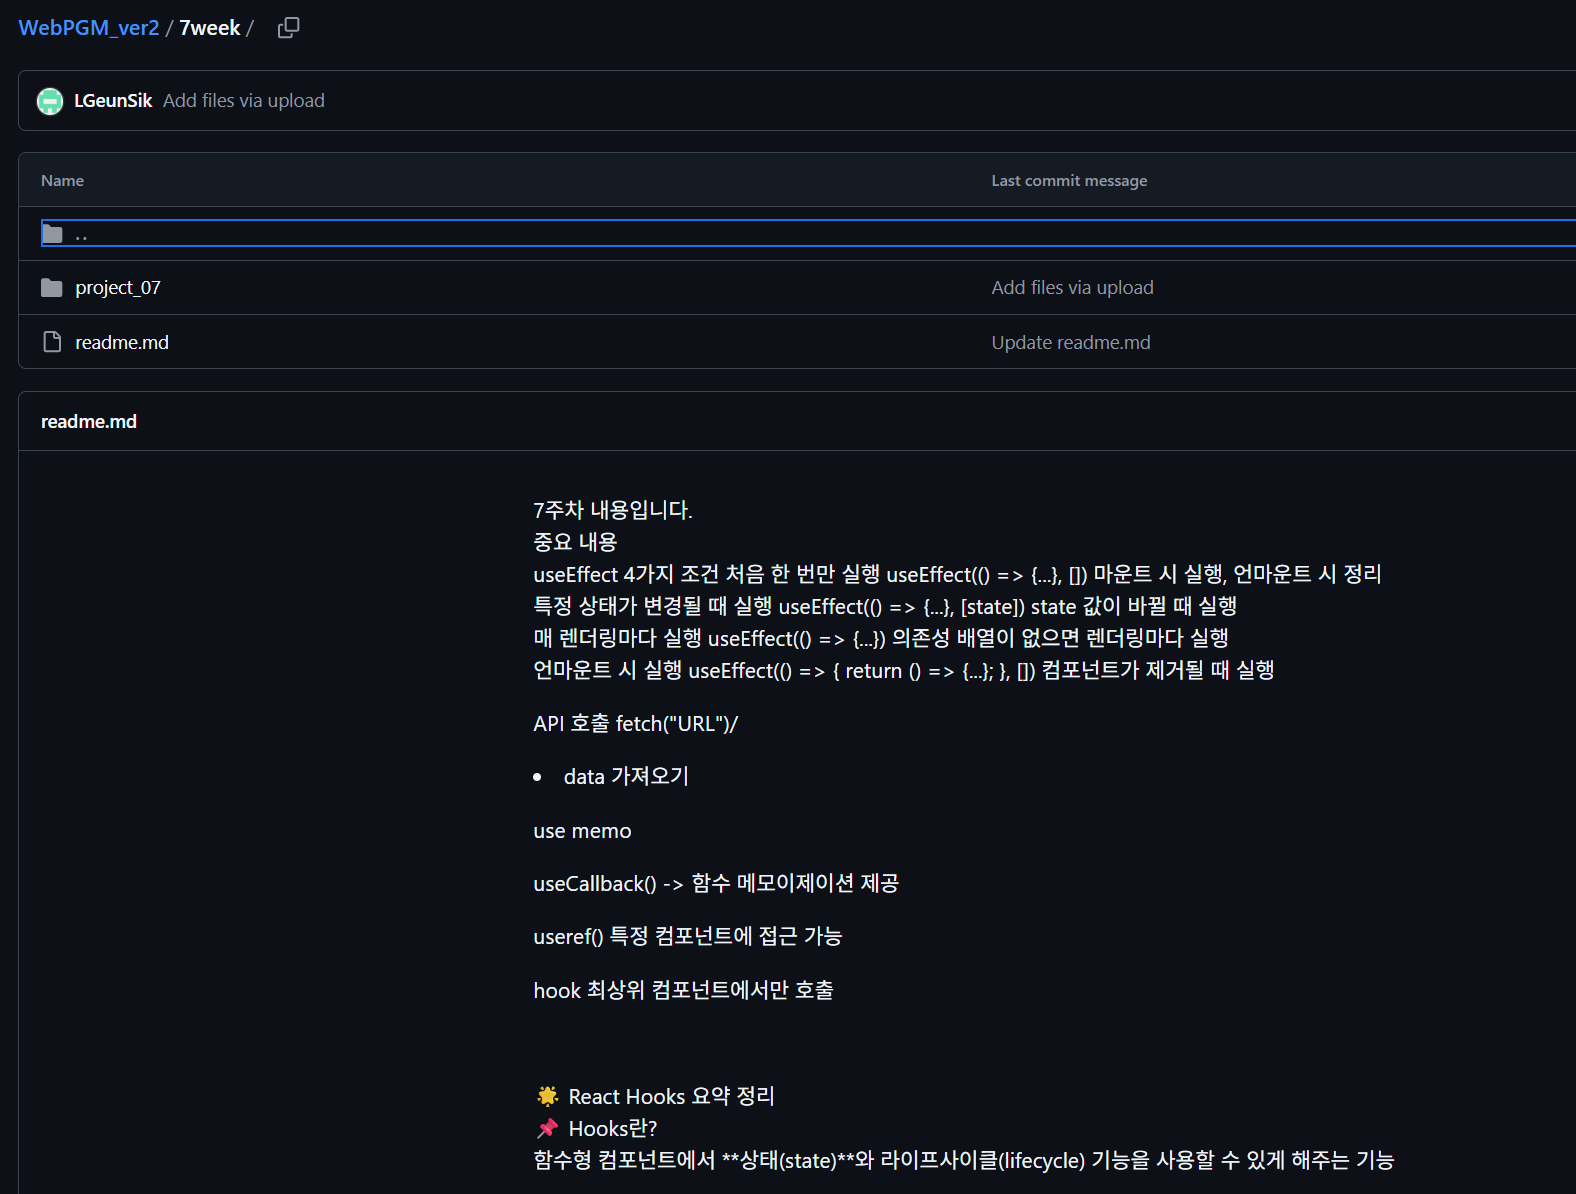 WebPGM_ver2 / 7week /
LGeunSik Add files via upload
Name Last commit message
..
project_07 Add files via upload
readme.md Update readme.md
readme.md
7주차 내용입니다.
중요 내용
useEffect 4가지 조건 처음 한 번만 실행 useEffect(() => {...}, []) 마운트 시 실행, 언마운트 시 정리
특정 상태가 변경될 때 실행 useEffect(() => {...}, [state]) state 값이 바뀔 때 실행
매 렌더링마다 실행 useEffect(() => {...}) 의존성 배열이 없으면 렌더링마다 실행
언마운트 시 실행 useEffect(() => { return () => {...}; }, []) 컴포넌트가 제거될 때 실행
API 호출 fetch("URL")/
• data 가져오기
use memo
useCallback() -> 함수 메모이제이션 제공
useref() 특정 컴포넌트에 접근 가능
hook 최상위 컴포넌트에서만 호출
🌟 React Hooks 요약 정리
📌 Hooks란?
함수형 컴포넌트에서 **상태(state)**와 라이프사이클(lifecycle) 기능을 사용할 수 있게 해주는 기능